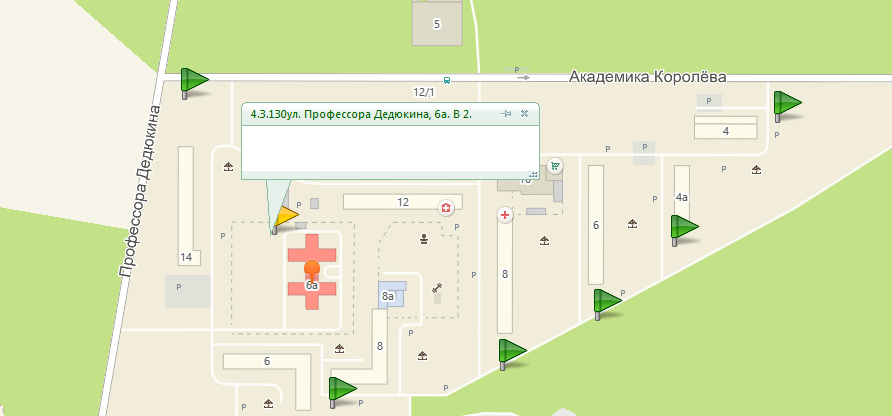 5
P
Академика Королёва
12/1
P
4.3.130ул. Профессора Дедюкина, 6а. В 2.
4
P
P
P
P
Профессора Дедюкина
P
12
P
6
4а
P
P
14
6а
8
P
8а
P
P
8
6
P
P
P
P